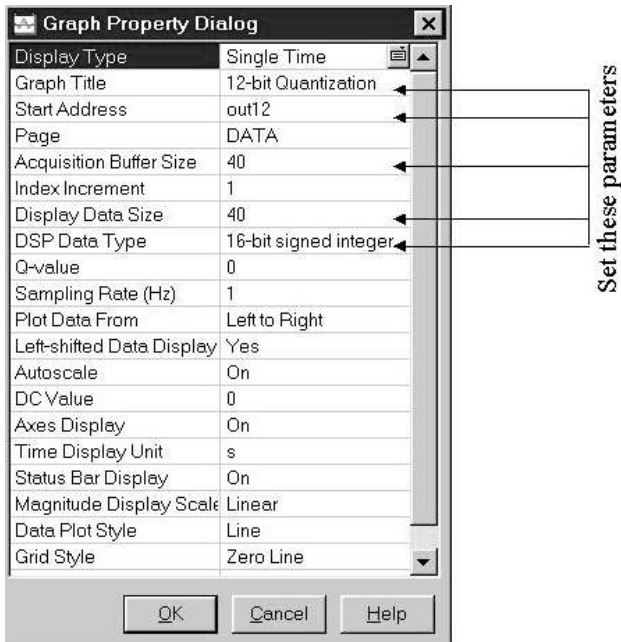 Graph Property Dialog
Display Type Single Time
Graph Title 12-bit Quantization
Start Address out12
Page DATA
Acquisition Buffer Size 40
Index Increment 1
Display Data Size 40
DSP Data Type 16-bit signed integer
Q-value 0
Sampling Rate (Hz) 1
Plot Data From Left to Right
Left-shifted Data Display Yes
Autoscale On
DC Value 0
Axes Display On
Time Display Unit s
Status Bar Display On
Magnitude Display Scale Linear
Data Plot Style Line
Grid Style Zero Line
OK Cancel Help
Set these parameters